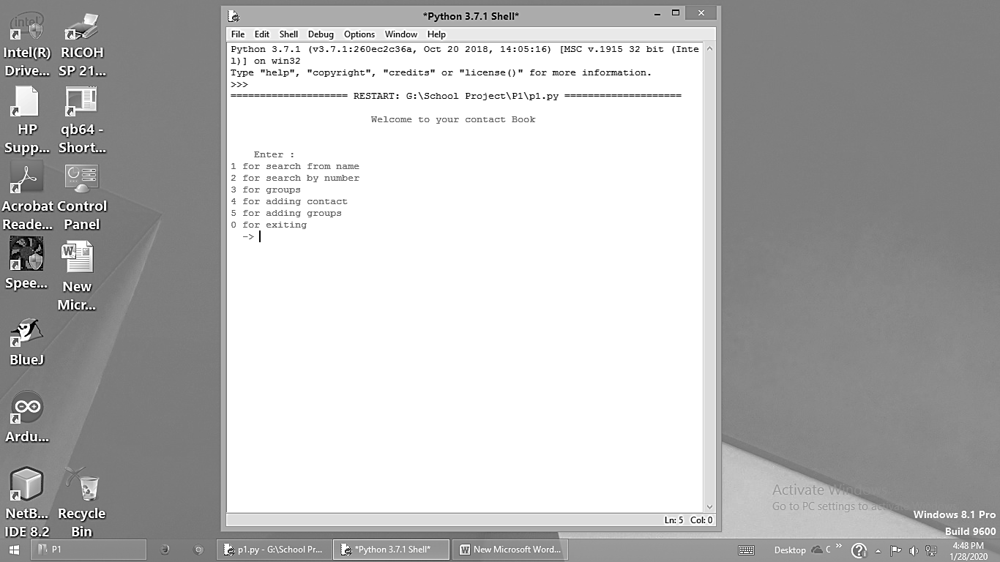 *Python 3.7.1 Shell*
File Edit Shell Debug Options Window Help
Python 3.7.1 (v3.7.1:260ec2c36a, Oct 20 2018, 14:05:16) [MSC v.1915 32 bit (Inte
l)] on win32
Type "help", "copyright", "credits" or "license()" for more information.
>>>
==================== RESTART: G:\School Project\P1\p1.py ====================
Welcome to your contact Book
Enter :
1 for search from name
2 for search by number
3 for groups
4 for adding contact
5 for adding groups
0 for exiting
->
Ln: 5 Col: 0
intel
Intel(R)
Drive...
RICOH
SP 21...
HP
Supp...
qb64 -
Short...
Acrobat
Reade...
Control
Panel
Spee...
New
Micr...
BlueJ
Ardu...
NetB...
IDE 8.2
Recycle
Bin
Activate Windows
Go to PC settings to activate
Windows 8.1 Pro
Build 9600
P1
p1.py - G:\School Pr...
*Python 3.7.1 Shell*
New Microsoft Word...
Desktop
C
4:48 PM
1/28/2020